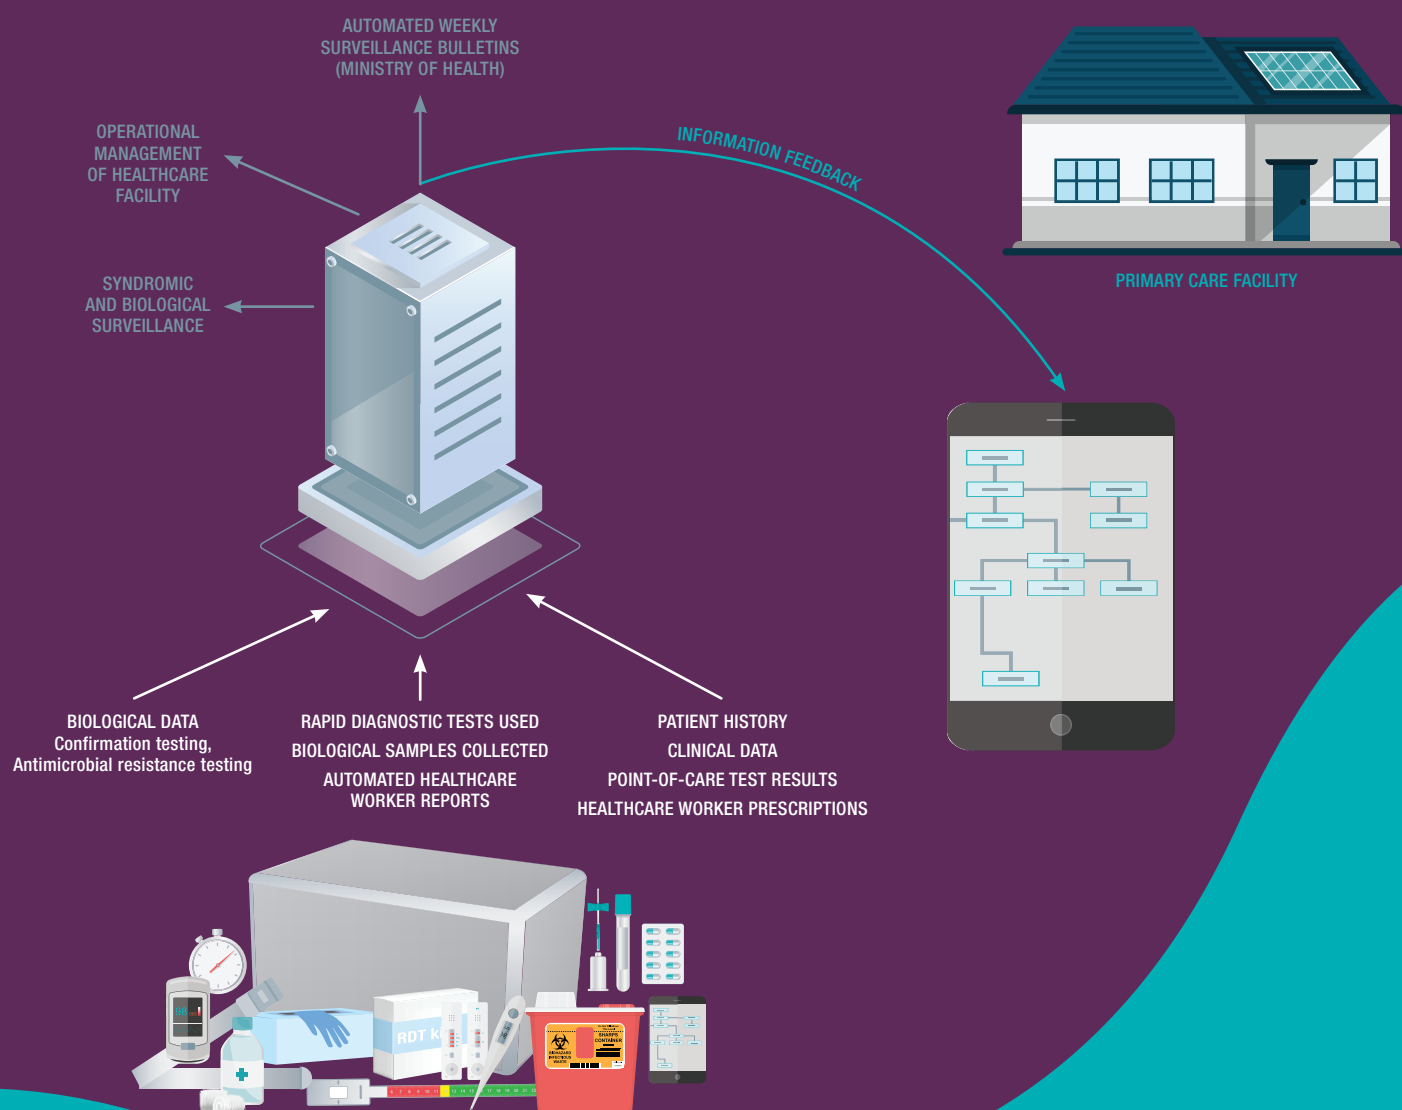 AUTOMATED WEEKLY
SURVEILLANCE BULLETINS
(MINISTRY OF HEALTH)
OPERATIONAL
MANAGEMENT
OF HEALTHCARE
FACILITY
INFORMATION FEEDBACK
SYNDROMIC
AND BIOLOGICAL
SURVEILLANCE
PRIMARY CARE FACILITY
BIOLOGICAL DATA
Confirmation testing,
Antimicrobial resistance testing
RAPID DIAGNOSTIC TESTS USED
BIOLOGICAL SAMPLES COLLECTED
AUTOMATED HEALTHCARE
WORKER REPORTS
PATIENT HISTORY
CLINICAL DATA
POINT-OF-CARE TEST RESULTS
HEALTHCARE WORKER PRESCRIPTIONS
RDT
SHARPS
CONTAINER
BIOHAZARD
INFECTIOUS
WASTE